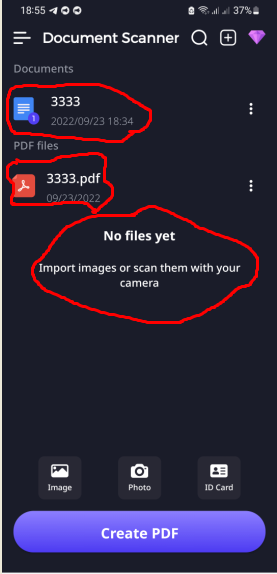 18:55 37%
Document Scanner
Documents
3333
1
2022/09/23 18:34
PDF files
3333.pdf
09/23/2022
No files yet
Import images or scan them with your
camera
Image Photo ID Card
Create PDF